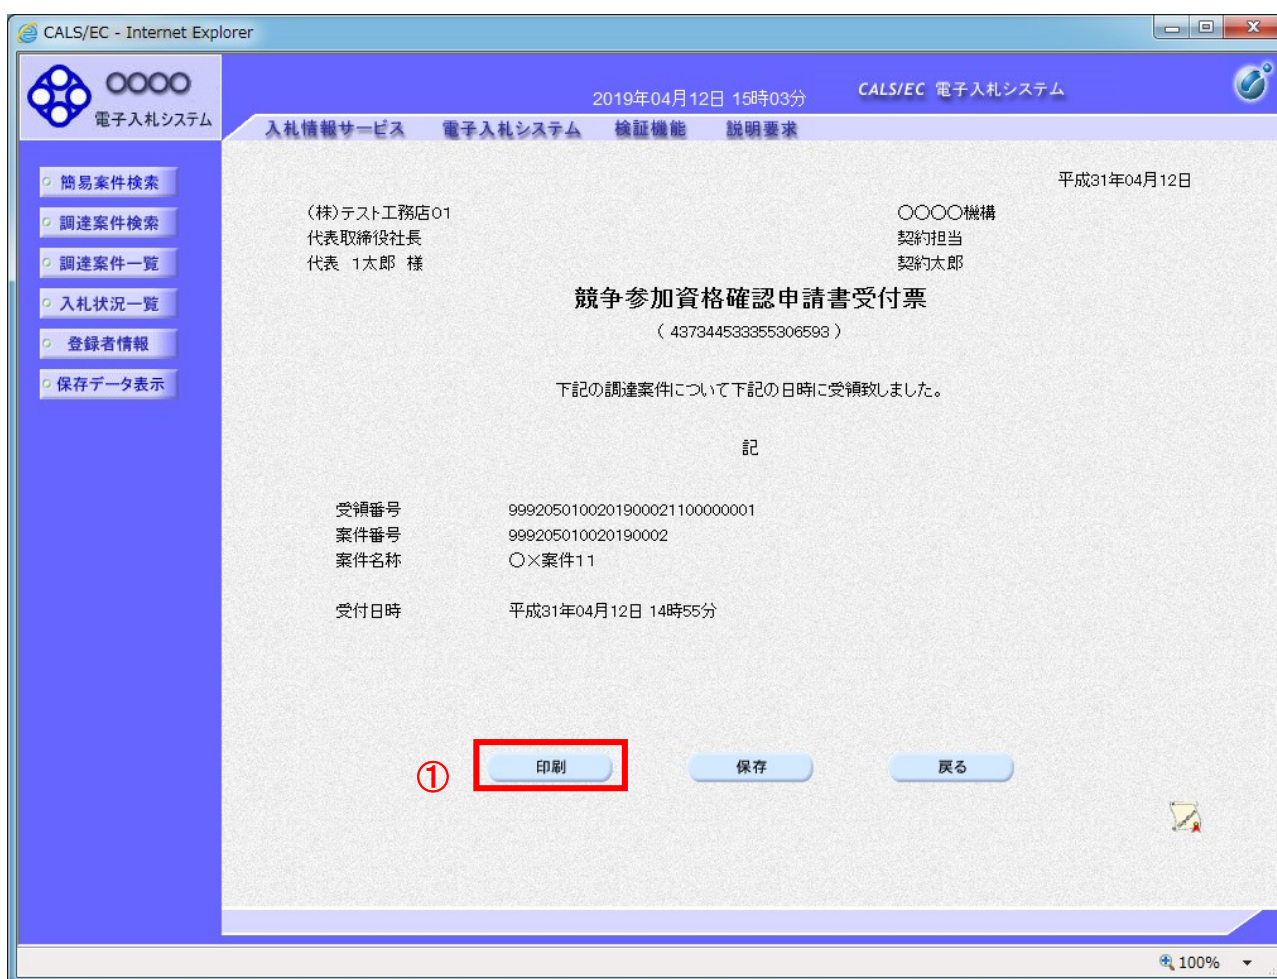 CALS/EC - Internet Explorer
〇〇〇〇
電子入札システム
2019年04月12日 15時03分
CALS/EC 電子入札システム
入札情報サービス 電子入札システム 検証機能 説明要求
簡易案件検索
調達案件検索
調達案件一覧
入札状況一覧
登録者情報
保存データ表示
平成31年04月12日
(株)テスト工務店01
代表取締役社長
代表 1太郎 様
〇〇〇〇機構
契約担当
契約太郎
競争参加資格確認申請書受付票
( 437344533355306593 )
下記の調達案件について下記の日時に受領致しました。
記
受領番号 99920501002019000211​00000001
案件番号 999205010020190002
案件名称 〇×案件11
受付日時 平成31年04月12日 14時55分
① 印刷 保存 戻る
100%